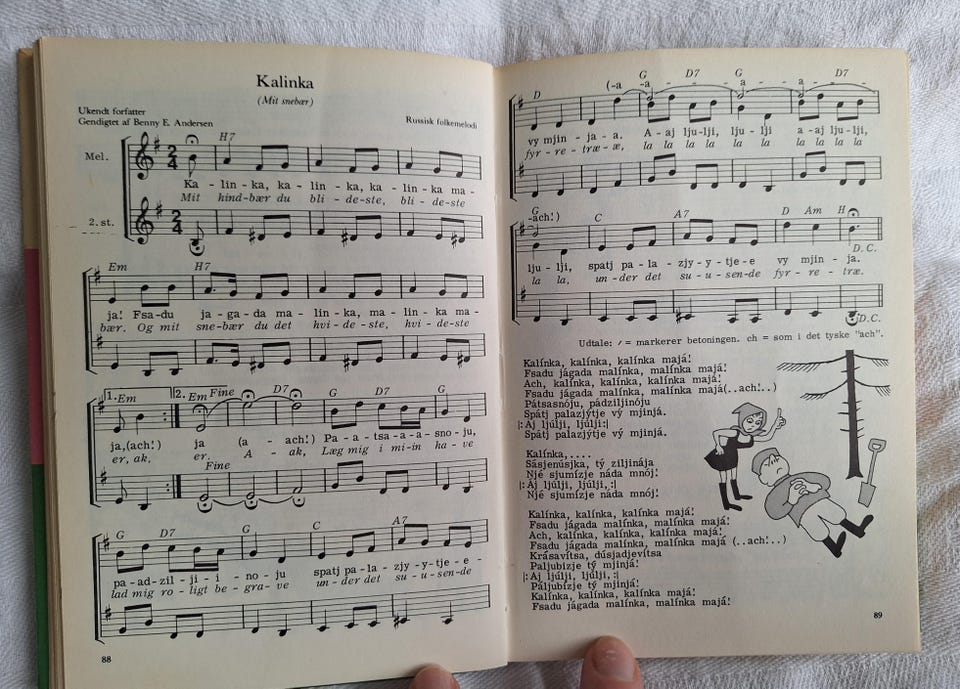 Kalinka
(Mit snebær)
Ukendt forfatter
Gendigtet af Benny E. Andersen
Russisk folkemelodi
H7
Mel.
Ka - lin - ka, ka - lin - ka, ka - lin - ka ma -
Mit hind-bær du bli - de-ste, bli - de-ste
2. st.
Em H7
ja! Fsa-du ja - ga-da ma - lin - ka, ma - lin - ka
bær. Og mit sne-bær du det hvi - de-ste, hvi - de-ste
1. Em 2. Em Fine D7 G D7 G
ja,(ach!) ja (a - ach!) Pa - a - tsa-a-a-sno-ju,
er, ak, er. A - ak, Læg mig i mi-in ha - ve
Fine
G D7 G C A7
pa-ad-zil-ji-i - no-ju spatj pa-la-zjy-y-tje-e
lad mig ro-ligt be-gra-ve un-der det su-u-sen-de
88
D (-a G - a - D7 a - G a - a - a - D7
vy mjin - ja - a. A - aj lju-lji, lju - lji a-aj lju-lji,
fyr-re-træ-æ, la la la la la la la la la la
G -ach!) C A7 D Am H
lju-lji, spatj pa-la-zjy-y-tje-e vy mjin - ja.
la la, un-der det su-u-sen-de fyr-re-træ.
D.C.
D.C.
Udtale: ′ = markerer betoningen. ch = som i det tyske "ach".
Kalínka, kalínka, kalínka majá!
Fsadu jágada malínka, malínka majá!
Ach, kalínka, kalínka, kalínka majá!
Fsadu jágada malínka, malínka majá(..ach!..)
Pátsasnóju, pádziljinóju
Spátj palazjýtje vý mjinjá.
|:Aj ljúlji, ljúlji:|
Spátj palazjýtje vý mjinjá.
Kalínka,....
Sásjenúsjka, tý ziljinája
Njé sjumízje náda mnój!
|:Aj ljúlji, ljúlji,:|
Njé sjumízje náda mnój!
Kalínka, kalínka, kalínka majá!
Fsadu jágada malínka, malínka majá!
Ach, kalínka, kalínka, kalínka majá!
Fsadu jágada malínka, malínka majá (..ach!..)
Krásavítsa, dúsjadjevítsa
Paljubízje tý mjinjá!
|:Aj ljúlji, ljúlji,:|
Páljubízje tý mjinjá!
Kalínka, kalínka, kalínka majá!
Fsadu jágada malínka, malínka majá!
89